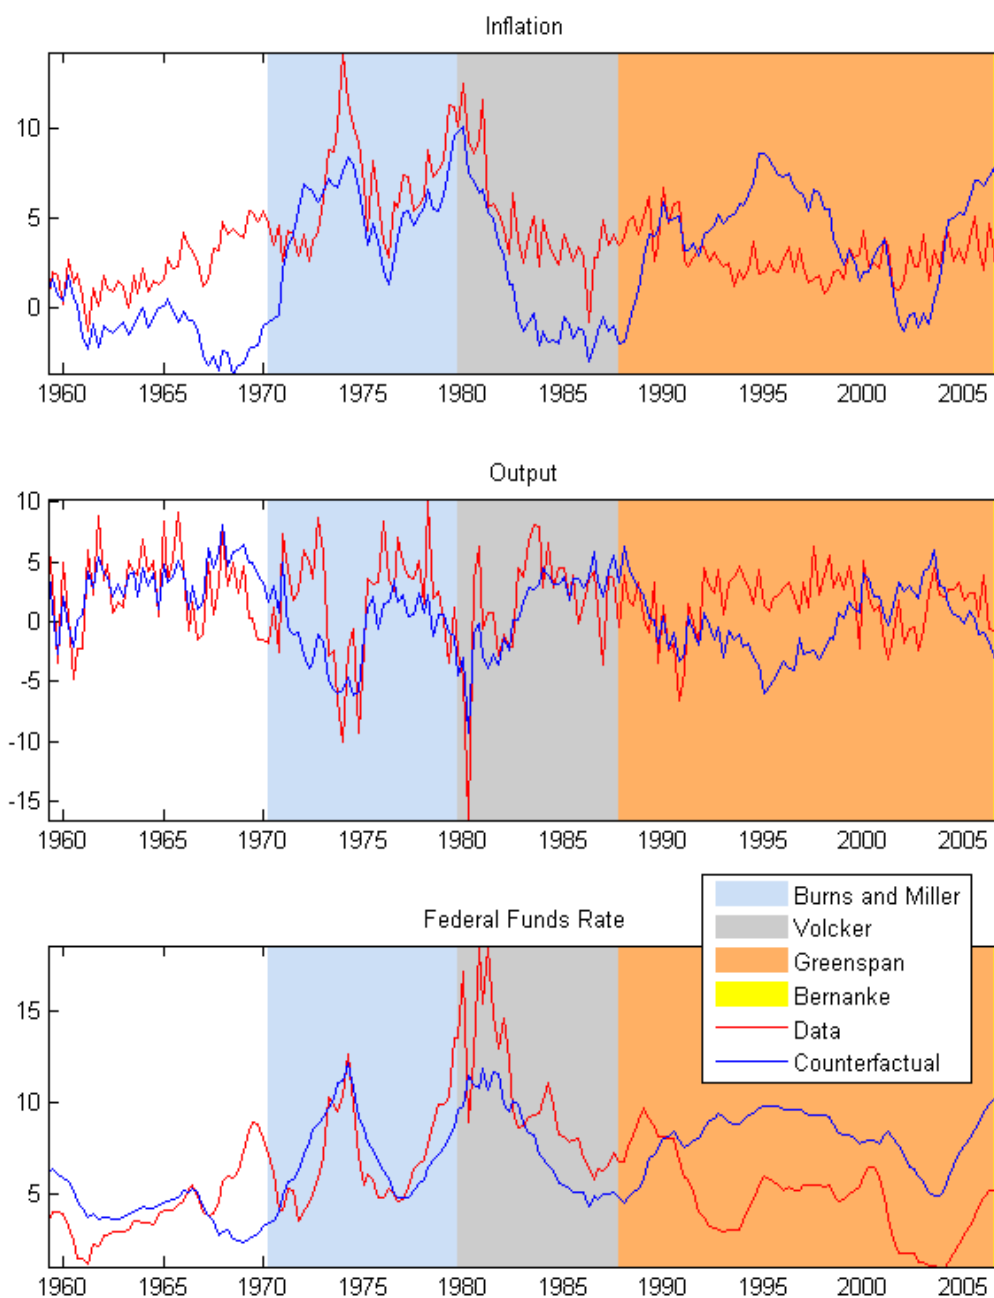 Inflation
10
5
0
1960 1965 1970 1975 1980 1985 1990 1995 2000 2005
Output
10
5
0
-5
-10
-15
1960 1965 1970 1975 1980 1985 1990 1995 2000 2005
Federal Funds Rate
Burns and Miller
Volcker
Greenspan
Bernanke
Data
Counterfactual
15
10
5
1960 1965 1970 1975 1980 1985 1990 1995 2000 2005